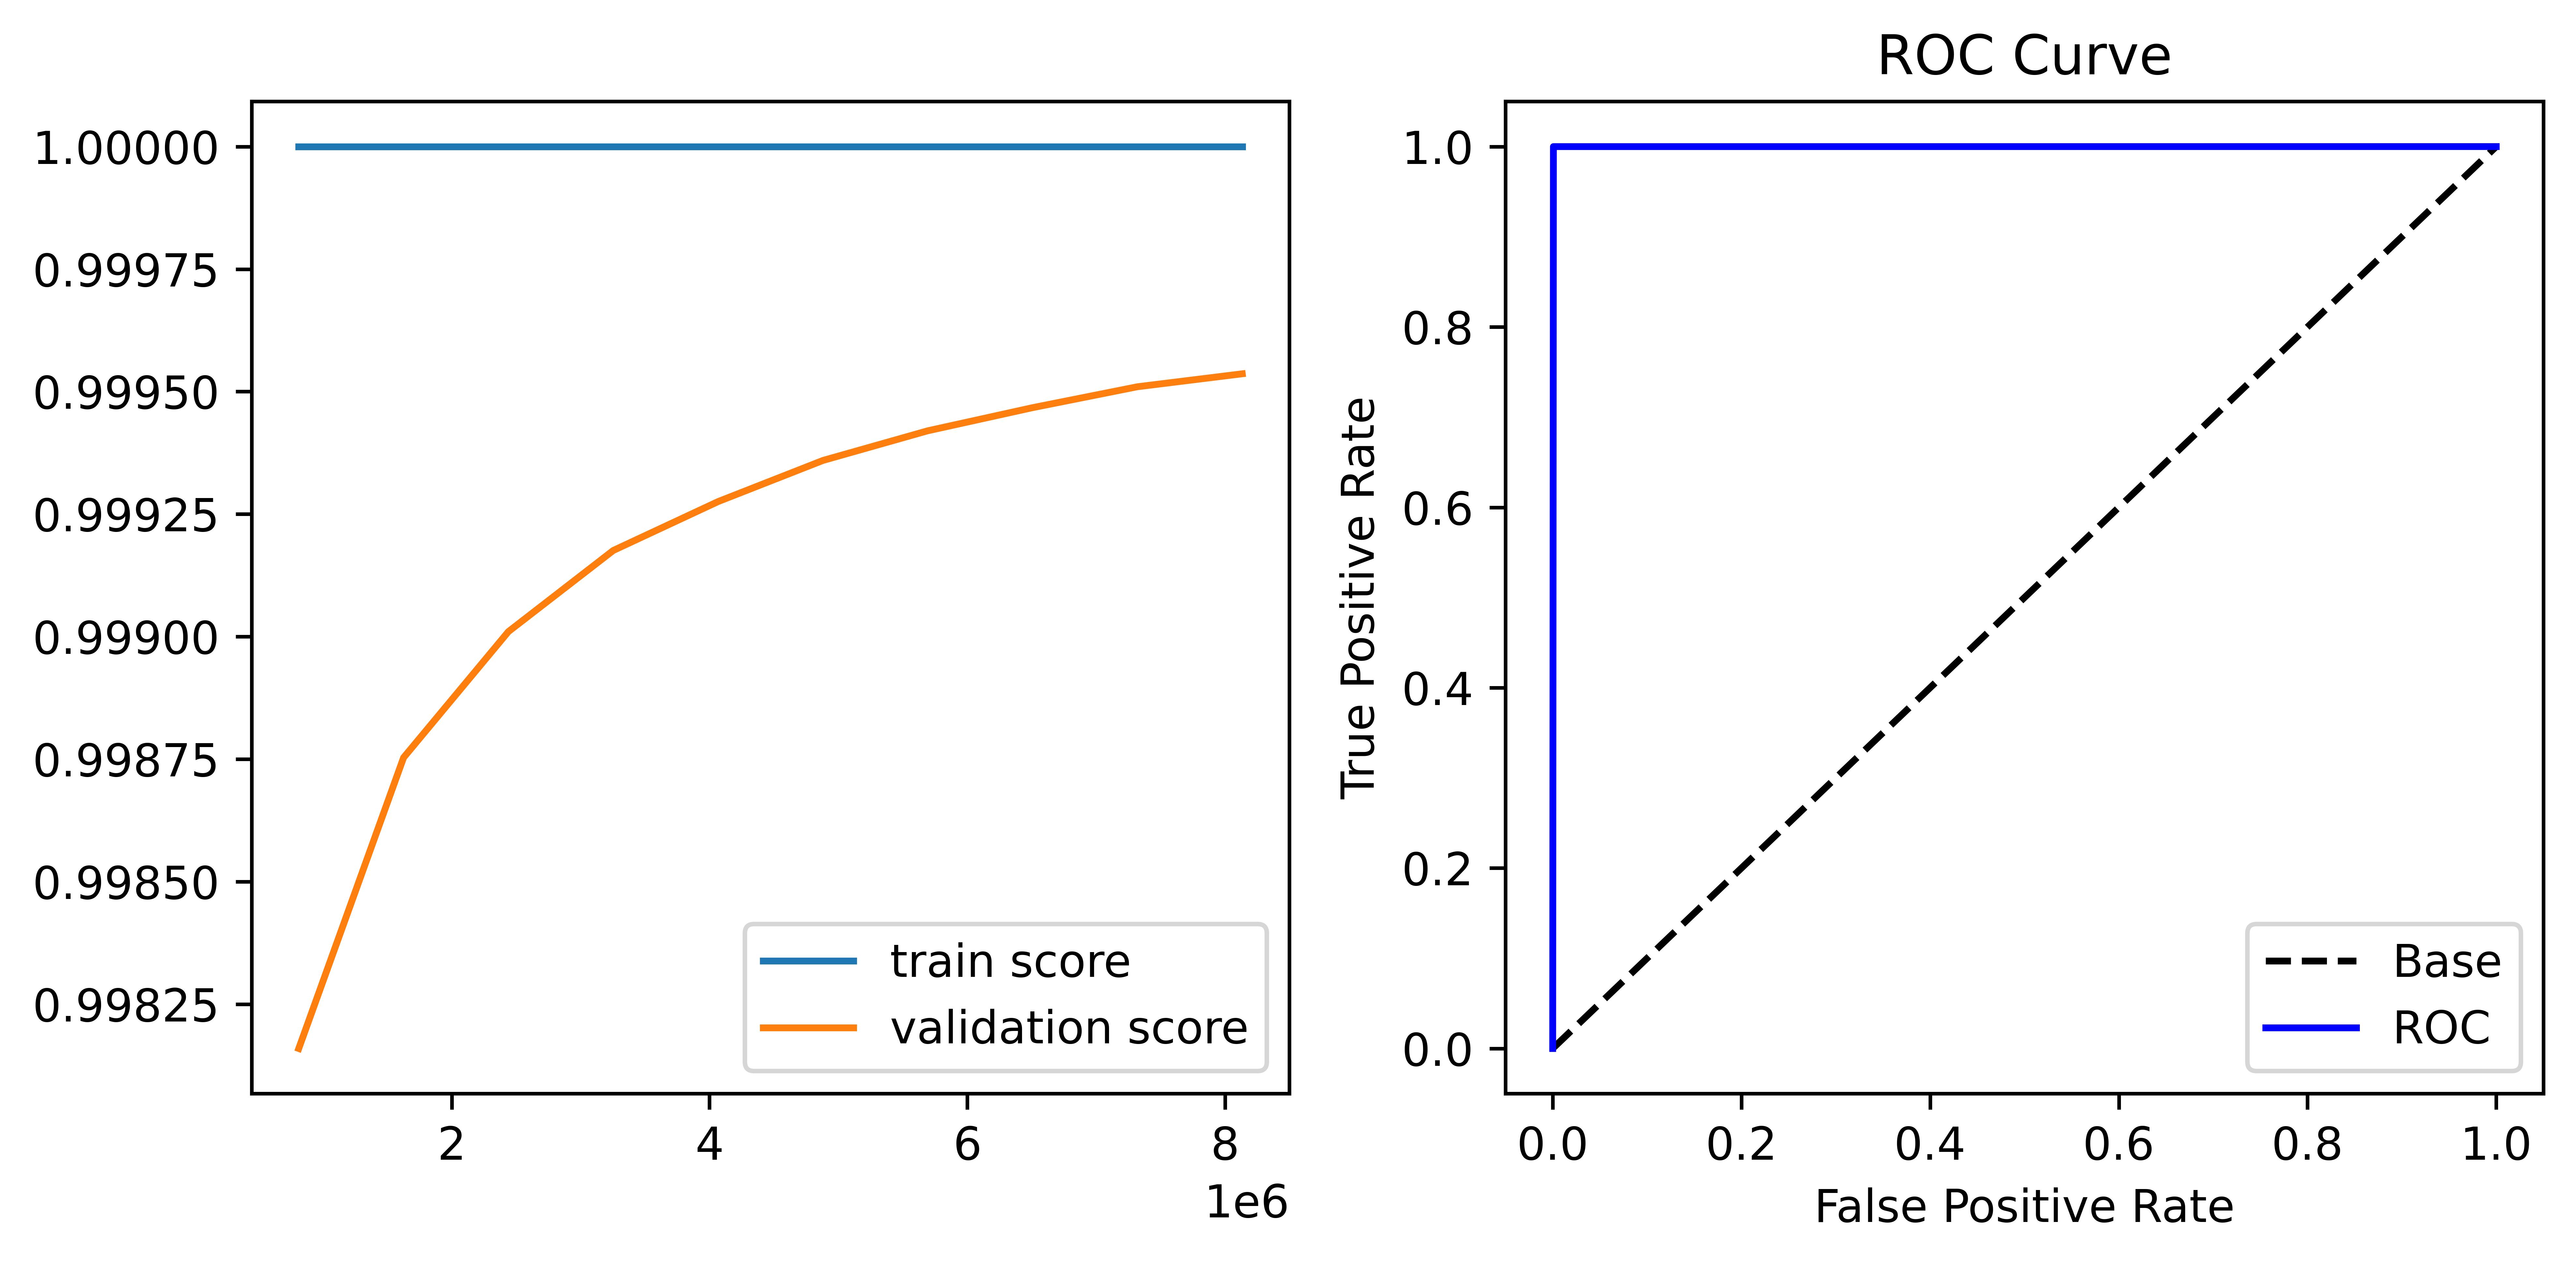 1.00000
0.99975
0.99950
0.99925
0.99900
0.99875
0.99850
0.99825
2 4 6 8
1e6
train score
validation score
ROC Curve
True Positive Rate
1.0
0.8
0.6
0.4
0.2
0.0
0.0 0.2 0.4 0.6 0.8 1.0
False Positive Rate
Base
ROC